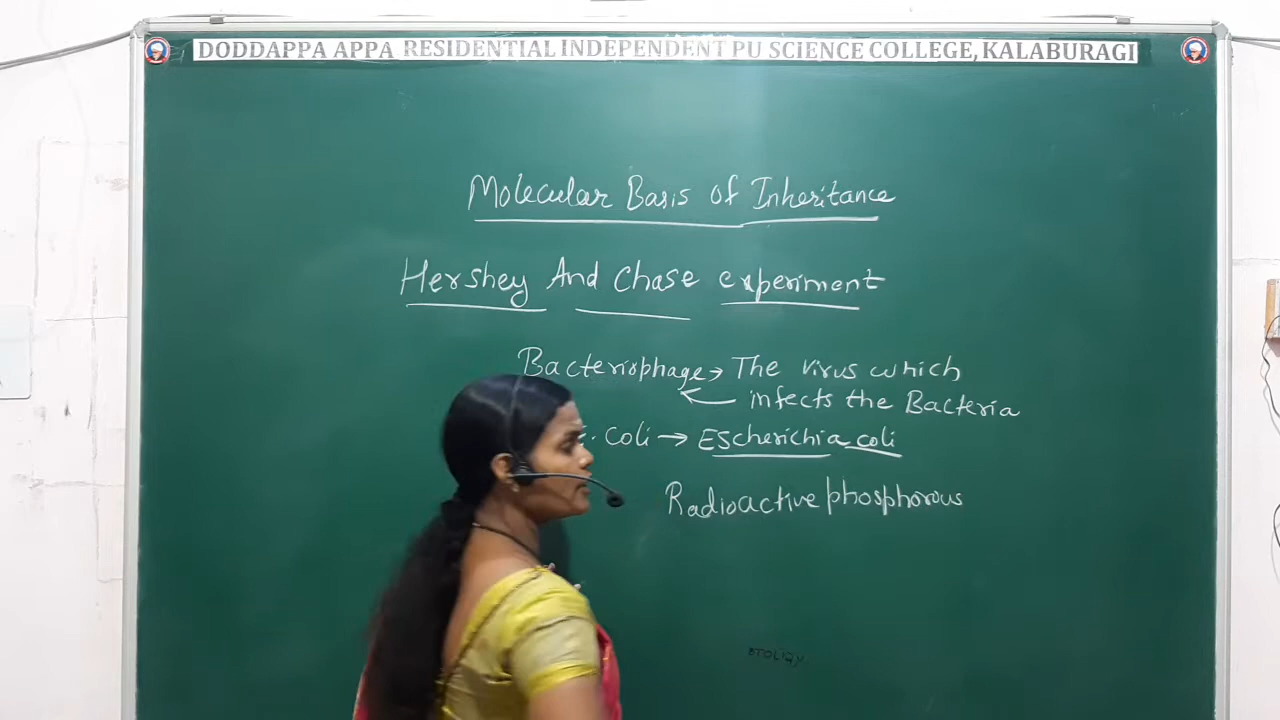 DODDAPPA APPA RESIDENTIAL INDEPENDENT PU SCIENCE COLLEGE, KALABURAGI
Molecular Basis of Inheritance
Hershey And Chase experiment
Bacteriophage → The virus which
← infects the Bacteria
. coli → Escherichia coli
Radioactive phosphorous